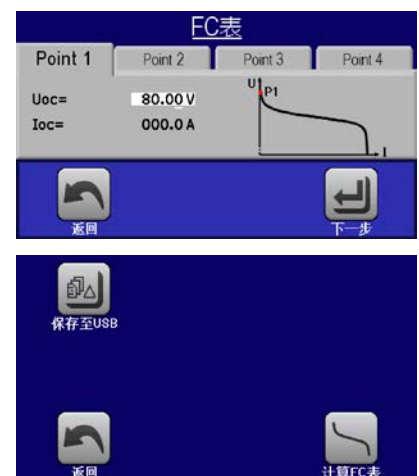 FC表
Point 1 Point 2 Point 3 Point 4
Uoc= 80.00 V
Ioc= 000.0 A
U P1
I
返回 下一步
保存至USB
返回 计算FC表